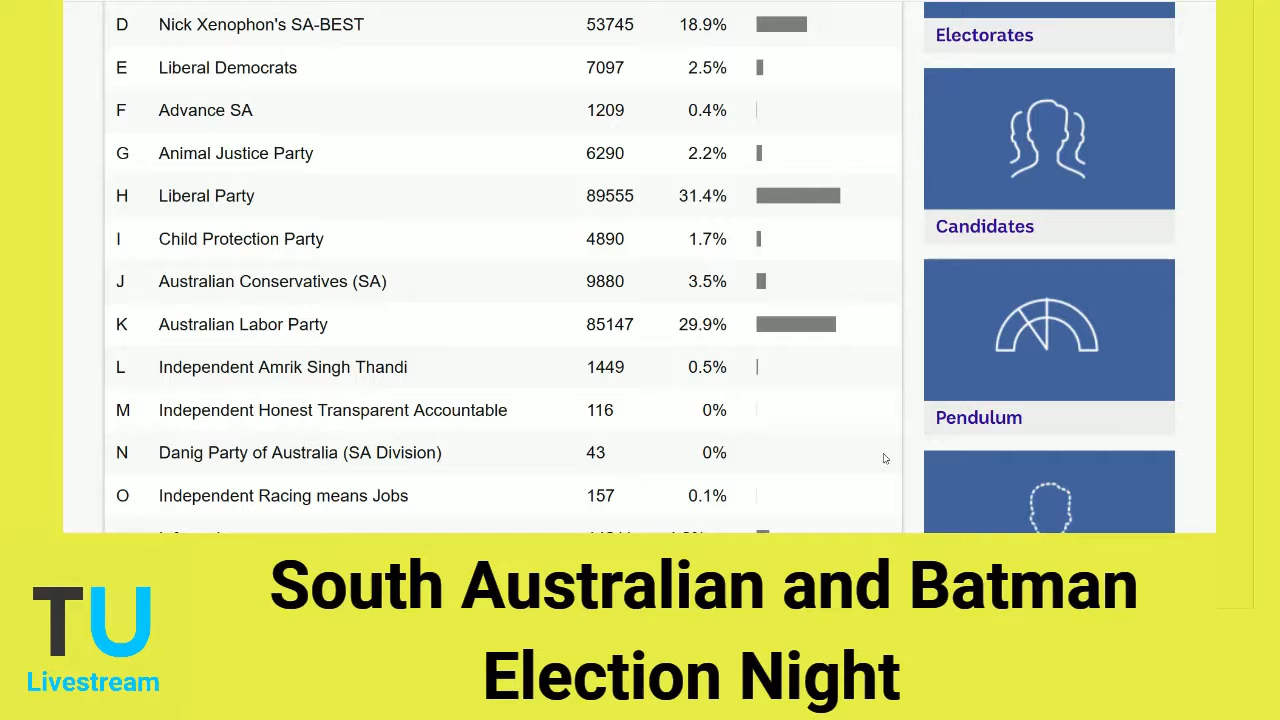 D Nick Xenophon's SA-BEST 53745 18.9%
E Liberal Democrats 7097 2.5%
F Advance SA 1209 0.4%
G Animal Justice Party 6290 2.2%
H Liberal Party 89555 31.4%
I Child Protection Party 4890 1.7%
J Australian Conservatives (SA) 9880 3.5%
K Australian Labor Party 85147 29.9%
L Independent Amrik Singh Thandi 1449 0.5%
M Independent Honest Transparent Accountable 116 0%
N Danig Party of Australia (SA Division) 43 0%
O Independent Racing means Jobs 157 0.1%
Electorates
Candidates
Pendulum
TU
Livestream
South Australian and Batman
Election Night